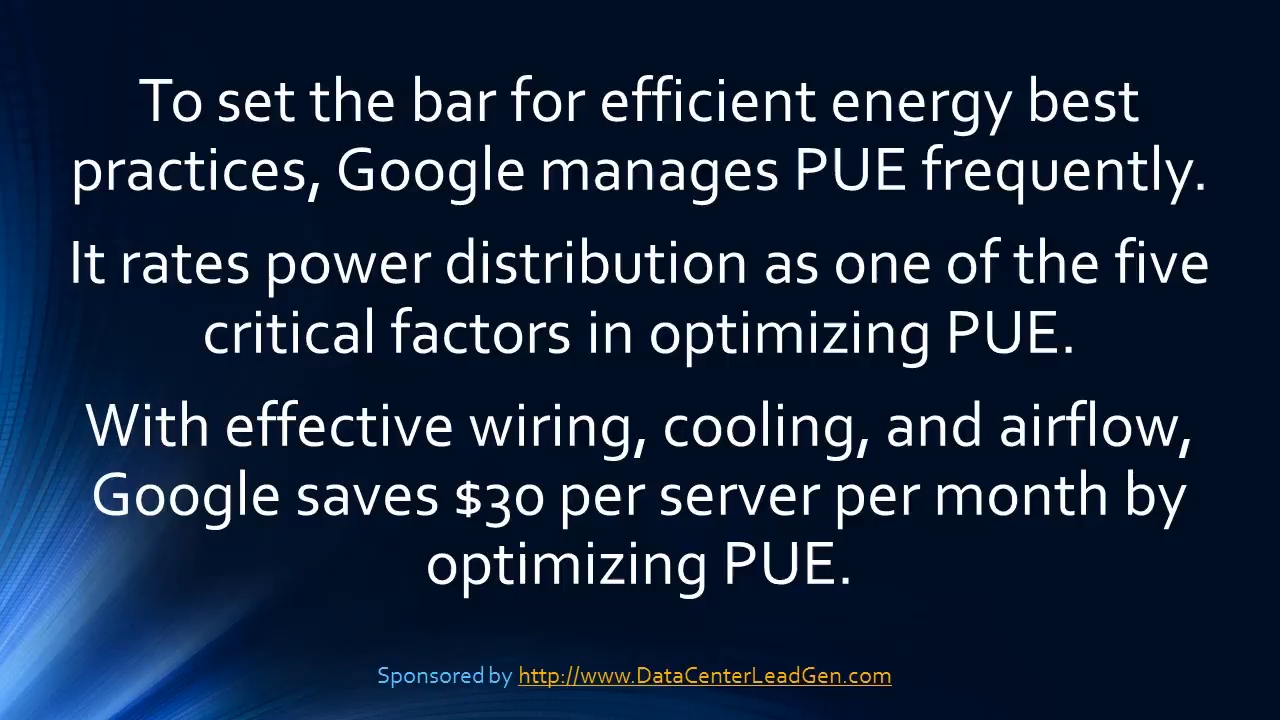 To set the bar for efficient energy best
practices, Google manages PUE frequently.
It rates power distribution as one of the five
critical factors in optimizing PUE.
With effective wiring, cooling, and airflow,
Google saves $30 per server per month by
optimizing PUE.
Sponsored by http://www.DataCenterLeadGen.com